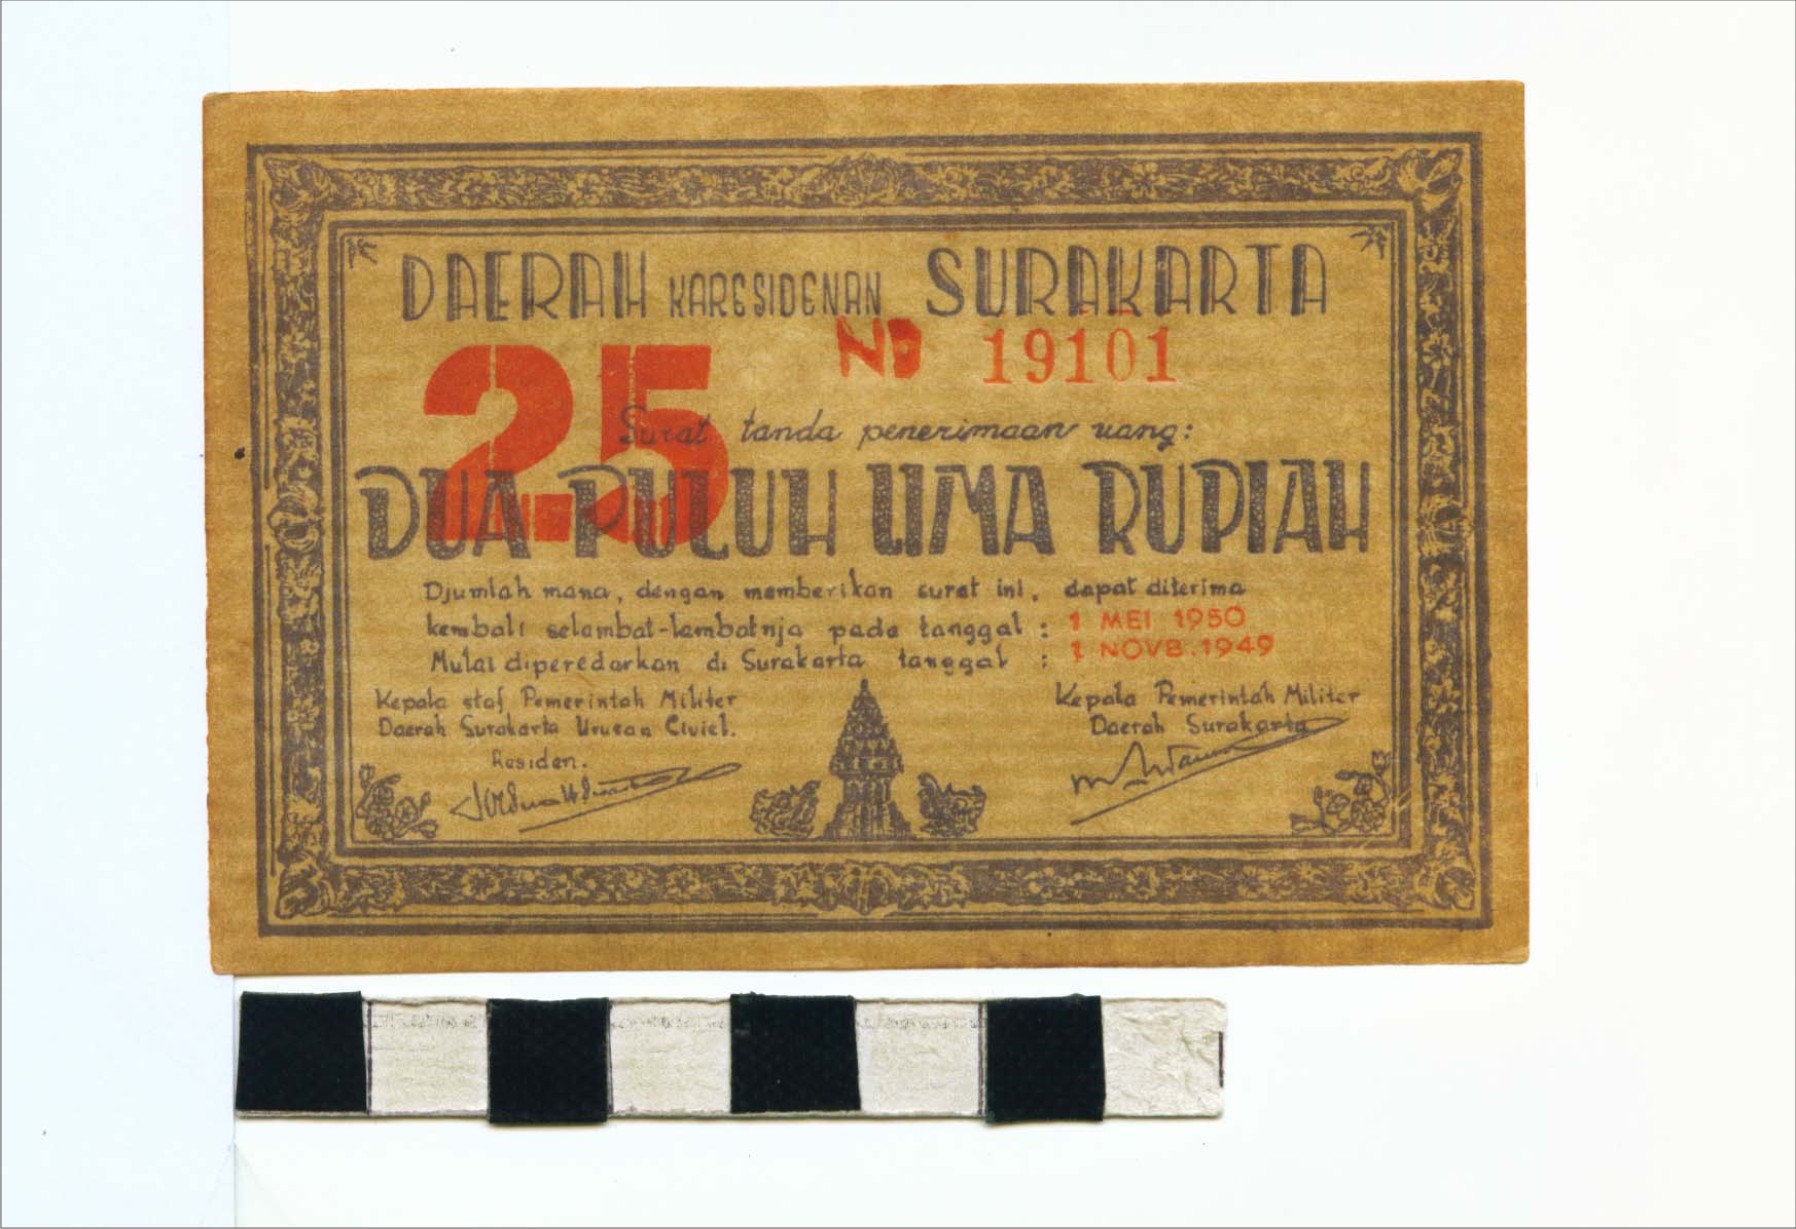 DAERAH KARESIDENAN SURAKARTA
No 19101
25
Surat tanda penerimaan uang:
DUA PULUH LIMA RUPIAH
Djumlah mana, dengan memberikan surat ini, dapat diterima
kembali selambat-lambatnja pada tanggal : 1 MEI 1950
Mulai diperedarkan di Surakarta tanggal : 1 NOVB. 1949
Kepala staf Pemerintah Militer
Daerah Surakarta Urusan Civiel.
Residen.
Kepala Pemerintah Militer
Daerah Surakarta